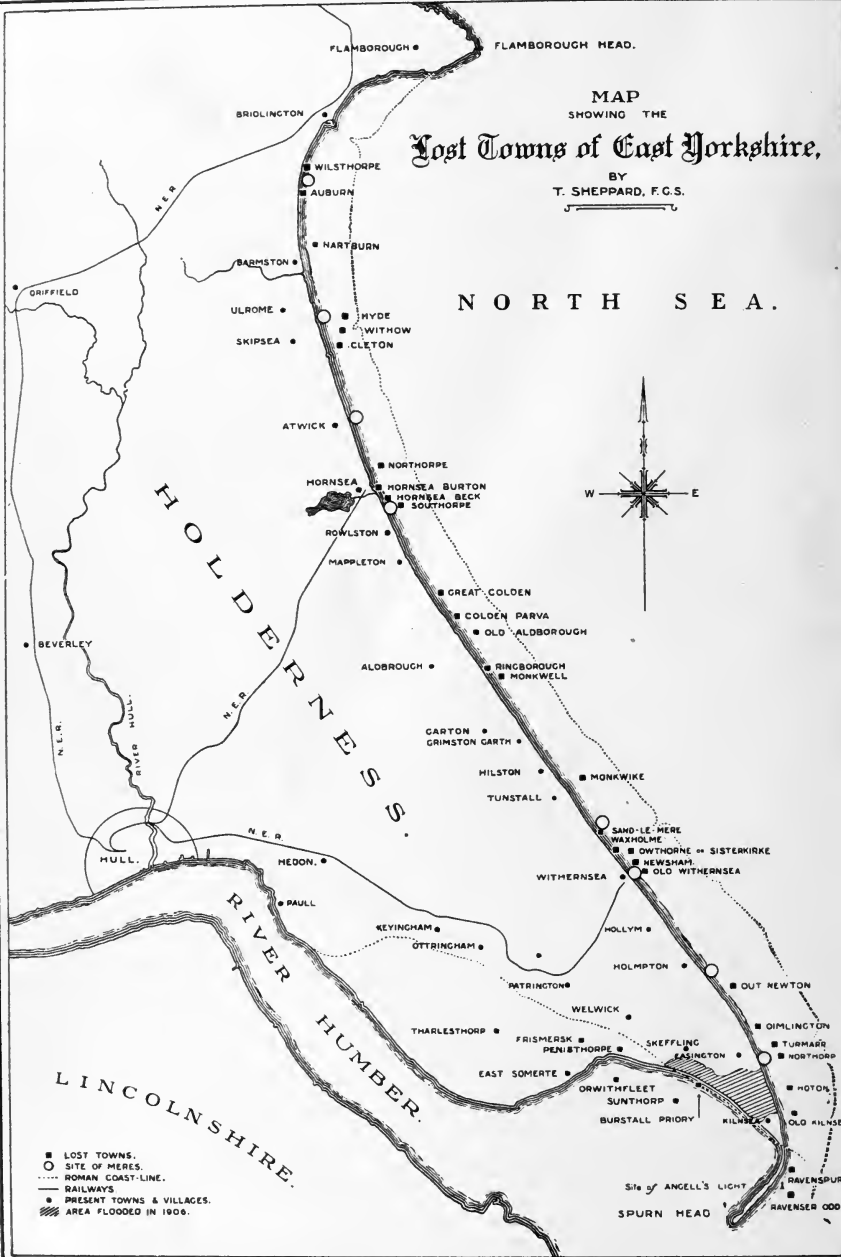 FLAMBOROUGH
FLAMBOROUGH HEAD.
MAP
SHOWING THE
Lost Towns of East Yorkshire,
BY
T. SHEPPARD, F.G.S.
BRIDLINGTON
WILSTHORPE
AUBURN
N.E.R.
HARTBURN
BARMSTON
DRIFFIELD
NORTH SEA.
ULROME
HYDE
WITHOW
SKIPSEA
CLETON
ATWICK
NORTHORPE
HORNSEA
HORNSEA BURTON
HORNSEA BECK
SOUTHORPE
W
E
ROWLSTON
MAPPLETON
HOLDERNESS.
GREAT COLDEN
COLDEN PARVA
OLD ALDBOROUGH
BEVERLEY
ALDBROUGH
RINGBOROUGH
MONKWELL
N.E.R.
N.E.R.
RIVER HULL.
GARTON
GRIMSTON GARTH
HILSTON
MONKWIKE
TUNSTALL
N.E.R.
SAND-LE-MERE
WAXHOLME
OWTHORNE OR SISTERKIRKE
NEWSHAM
OLD WITHERNSEA
HULL.
HEDON.
WITHERNSEA
PAULL
RIVER HUMBER.
KEYINGHAM
OTTRINGHAM
HOLLYM
HOLMPTON
PATRINGTON
OUT NEWTON
WELWICK
DIMLINGTON
THARLESTHORP
FRISMERSK
PENISTHORPE
SKEFFLING
EASINGTON
TURMARR
NORTHORP
EAST SOMERTE
ORWITHFLEET
SUNTHORP
HOTON
BURSTALL PRIORY
KILNSEA
OLD KILNSE
LINCOLNSHIRE.
LOST TOWNS.
SITE OF MERES.
ROMAN COAST-LINE.
RAILWAYS
PRESENT TOWNS & VILLAGES.
AREA FLOODED IN 1906.
Site of ANGELL'S LIGHT
RAVENSPUR
RAVENSER ODD
SPURN HEAD